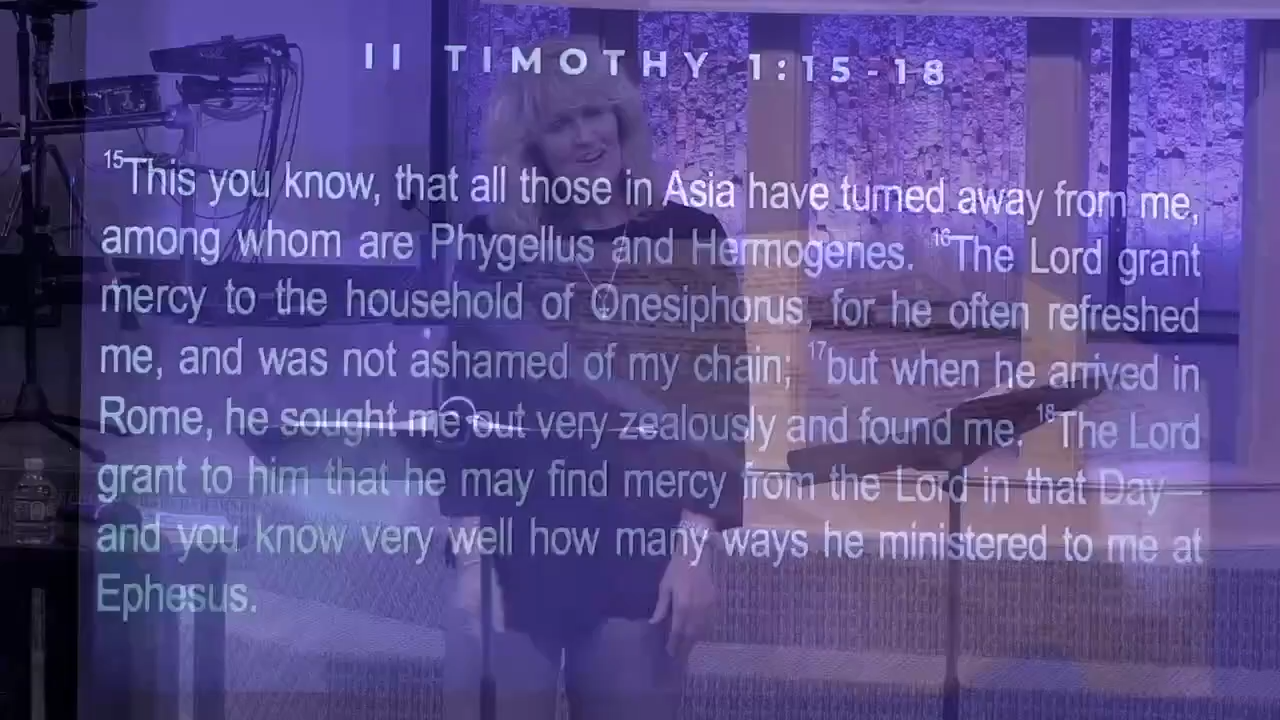 II TIMOTHY 1:15-18
15This you know, that all those in Asia have turned away from me,
among whom are Phygellus and Hermogenes. 16The Lord grant
mercy to the household of Onesiphorus, for he often refreshed
me, and was not ashamed of my chain; 17but when he arrived in
Rome, he sought me out very zealously and found me. 18The Lord
grant to him that he may find mercy from the Lord in that Day—
and you know very well how many ways he ministered to me at
Ephesus.